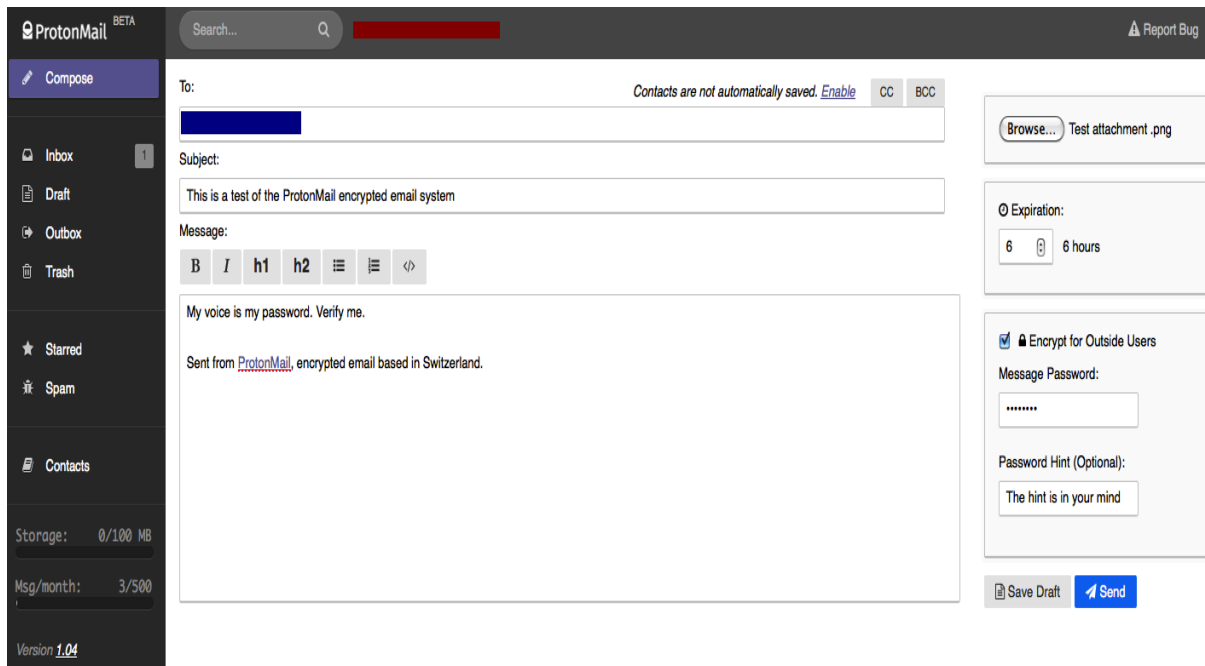 ProtonMail BETA
Search...
Report Bug
Compose
Inbox 1
Draft
Outbox
Trash
Starred
Spam
Contacts
Storage: 0/100 MB
Msg/month: 3/500
Version 1.04
To:
Contacts are not automatically saved. Enable
CC
BCC
Subject:
This is a test of the ProtonMail encrypted email system
Message:
B I h1 h2 </>
My voice is my password. Verify me.
Sent from ProtonMail, encrypted email based in Switzerland.
Browse... Test attachment .png
Expiration:
6 6 hours
Encrypt for Outside Users
Message Password:
••••••••
Password Hint (Optional):
The hint is in your mind
Save Draft
Send